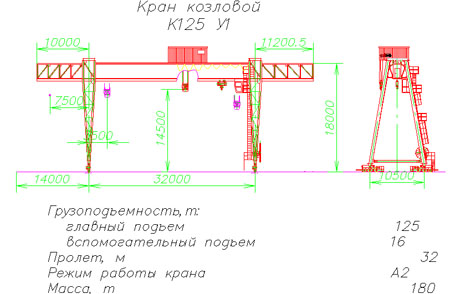 Кран козловой
К125 У1
10000
11200.5
7500
14500
18000
14000
32000
10500
Грузоподъемность, т:
главный подъем 125
вспомогательный подъем 16
Пролет, м 32
Режим работы крана А2
Масса, т 180